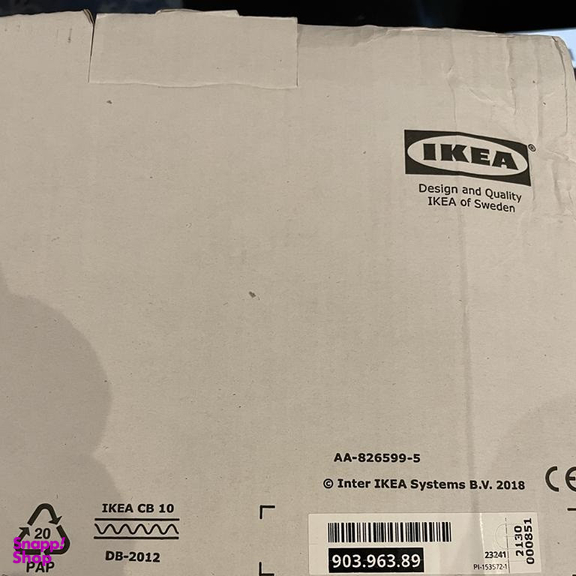 IKEA®
Design and Quality
IKEA of Sweden
AA-826599-5
© Inter IKEA Systems B.V. 2018
CE
IKEA CB 10
DB-2012
20
PAP
Snapp!
Shop
903.963.89
23241
PI-153572-1
2130
000851